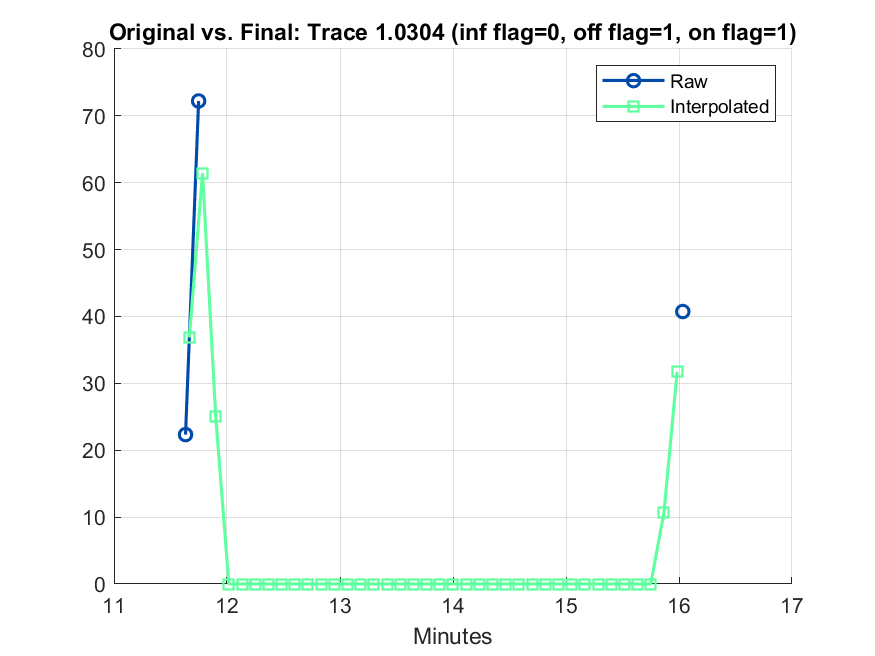 Original vs. Final: Trace 1.0304 (inf flag=0, off flag=1, on flag=1)
80
70
60
50
40
30
20
10
0
Raw
Interpolated
11 12 13 14 15 16 17
Minutes